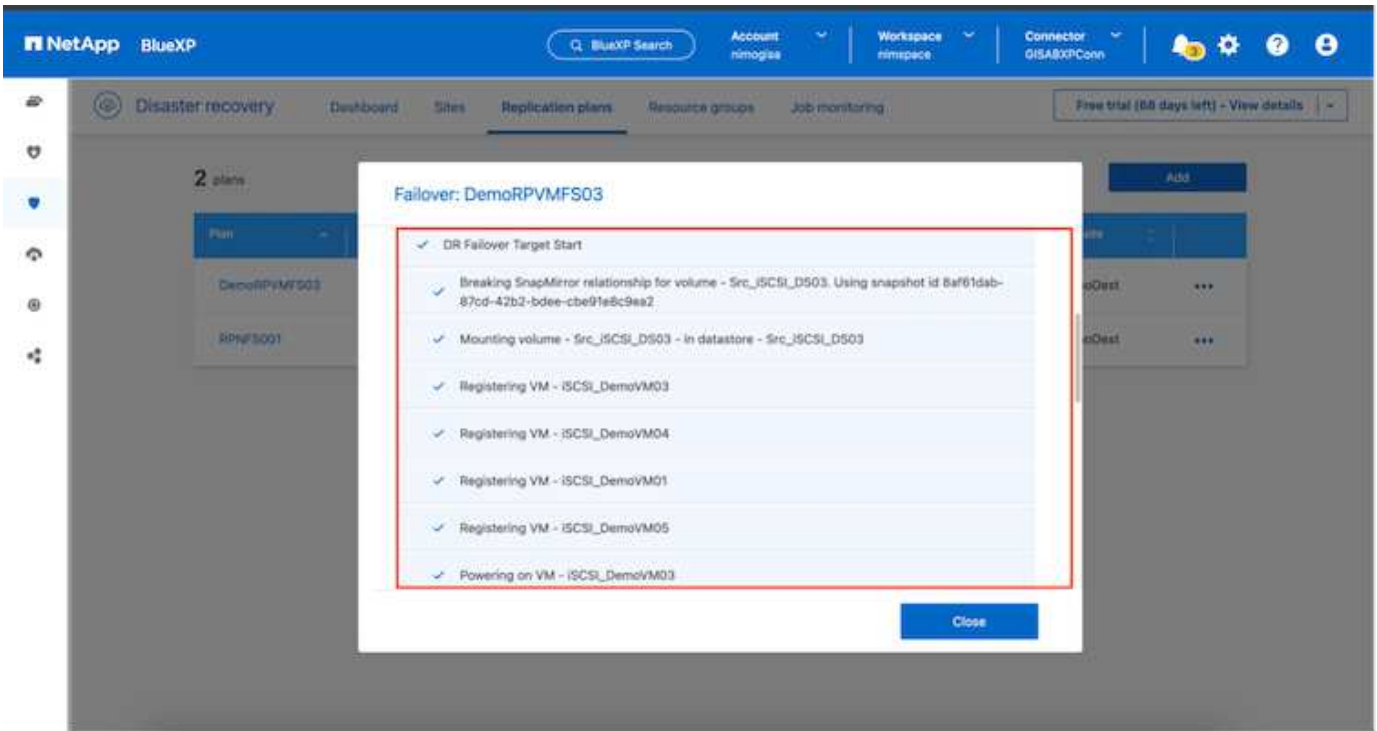 NetApp BlueXP
BlueXP Search
Account
nimogisa
Workspace
nimspace
Connector
GISABXPConn
3
Disaster recovery
Dashboard
Sites
Replication plans
Resource groups
Job monitoring
Free trial (68 days left) - View details
2 plans
Add
Plan
DemoRPVMFS03
RPNFS001
Failover: DemoRPVMFS03
DR Failover Target Start
Breaking SnapMirror relationship for volume - Src_iSCSI_DS03. Using snapshot id 8af61dab-
87cd-42b2-bdee-cbe91e8c9ea2
Mounting volume - Src_iSCSI_DS03 - in datastore - Src_iSCSI_DS03
Registering VM - iSCSI_DemoVM03
Registering VM - iSCSI_DemoVM04
Registering VM - iSCSI_DemoVM01
Registering VM - iSCSI_DemoVM05
Powering on VM - iSCSI_DemoVM03
Close